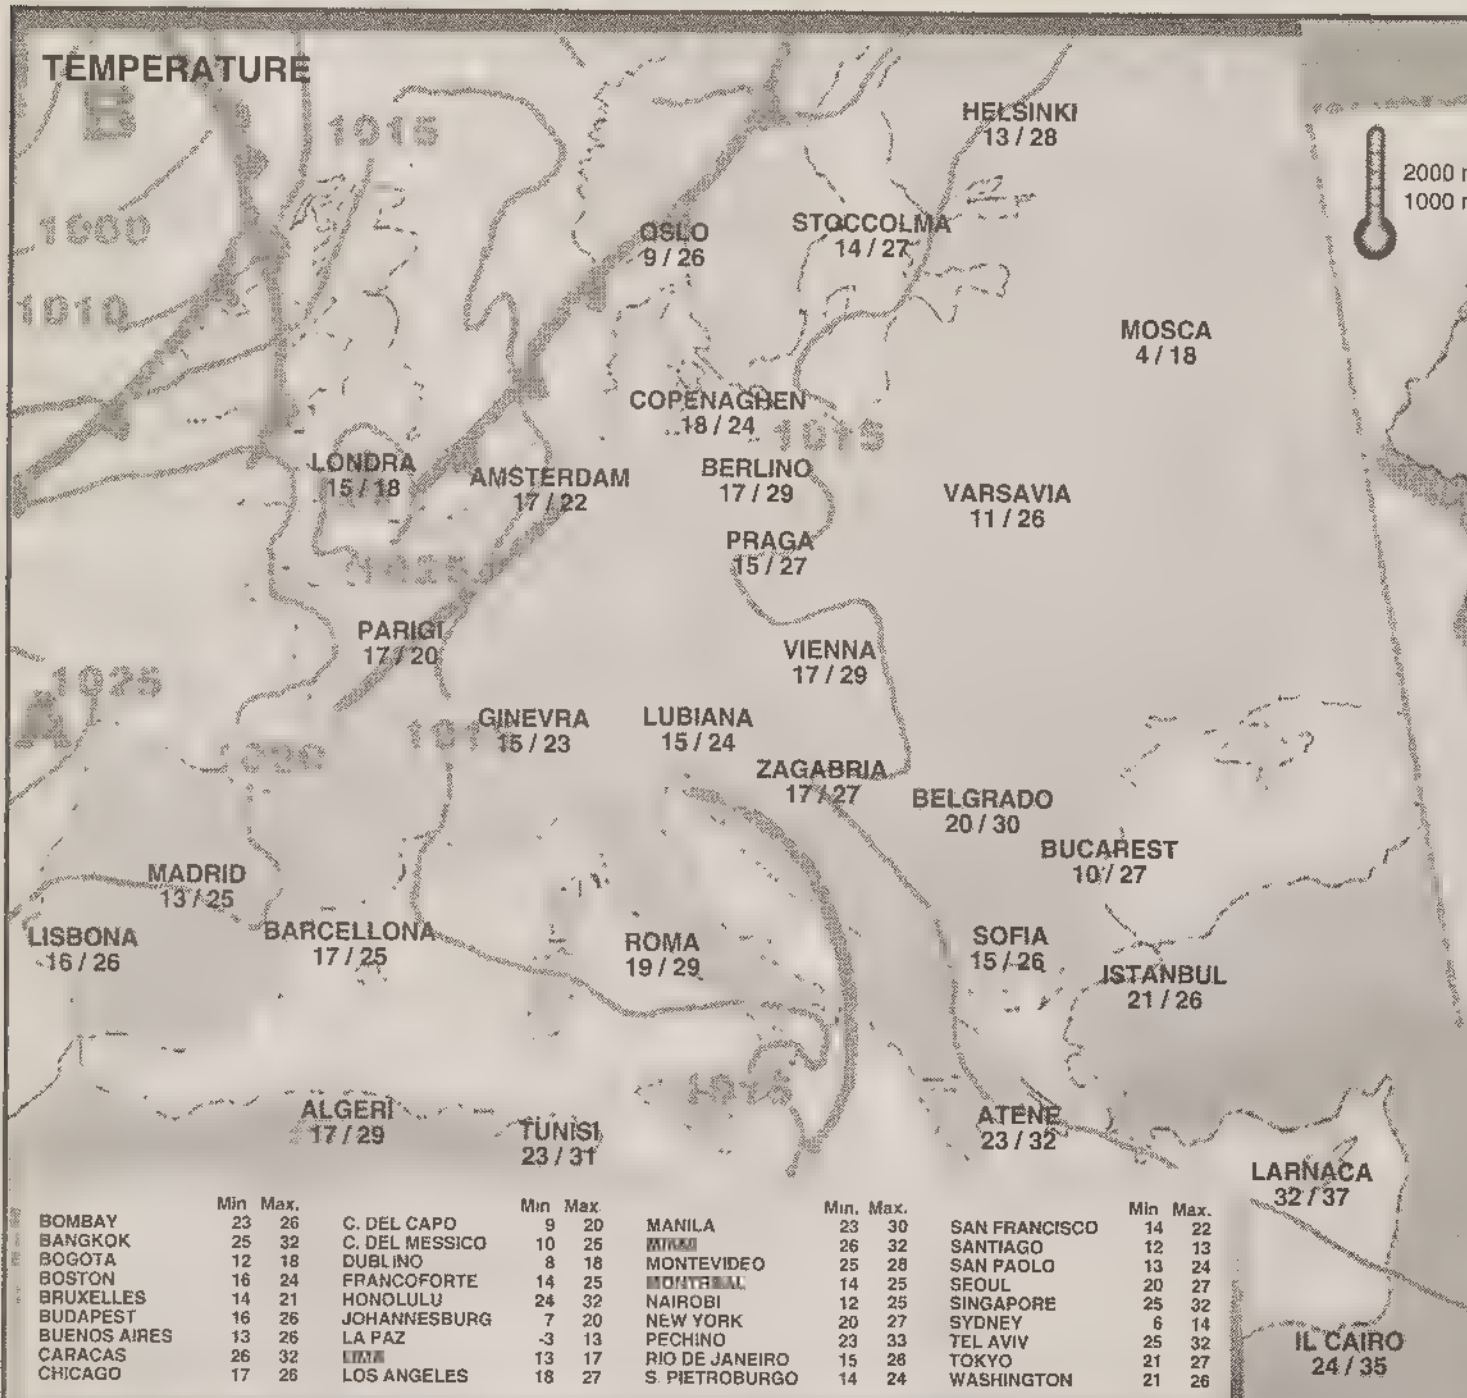 TEMPERATURE
B
1015
HELSINKI
13 / 28
2000
1000
1000
OSLO
9 / 26
STOCCOLMA
14 / 27
1010
MOSCA
4 / 18
COPENAGHEN
18 / 24
1015
LONDRA
15 / 18
AMSTERDAM
17 / 22
BERLINO
17 / 29
VARSAVIA
11 / 26
PRAGA
15 / 27
PARIGI
17 / 20
VIENNA
17 / 29
1025
A
GINEVRA
15 / 23
LUBIANA
15 / 24
ZAGABRIA
17 / 27
BELGRADO
20 / 30
BUCAREST
10 / 27
MADRID
13 / 25
LISBONA
16 / 26
BARCELLONA
17 / 25
ROMA
19 / 29
SOFIA
15 / 26
ISTANBUL
21 / 26
1015
ALGERI
17 / 29
TUNISI
23 / 31
ATENE
23 / 32
LARNACA
32 / 37
Min Max.
BOMBAY 23 26
BANGKOK 25 32
BOGOTA 12 18
BOSTON 16 24
BRUXELLES 14 21
BUDAPEST 16 26
BUENOS AIRES 13 26
CARACAS 26 32
CHICAGO 17 26
Min Max.
C. DEL CAPO 9 20
C. DEL MESSICO 10 25
DUBLINO 8 18
FRANCOFORTE 14 25
HONOLULU 24 32
JOHANNESBURG 7 20
LA PAZ -3 13
LIMA 13 17
LOS ANGELES 18 27
Min. Max.
MANILA 23 30
MIAMI 26 32
MONTEVIDEO 25 28
MONTREAL 14 25
NAIROBI 12 25
NEW YORK 20 27
PECHINO 23 33
RIO DE JANEIRO 15 26
S. PIETROBURGO 14 24
Min Max.
SAN FRANCISCO 14 22
SANTIAGO 12 13
SAN PAOLO 13 24
SEOUL 20 27
SINGAPORE 25 32
SYDNEY 6 14
TEL AVIV 25 32
TOKYO 21 27
WASHINGTON 21 26
IL CAIRO
24 / 35